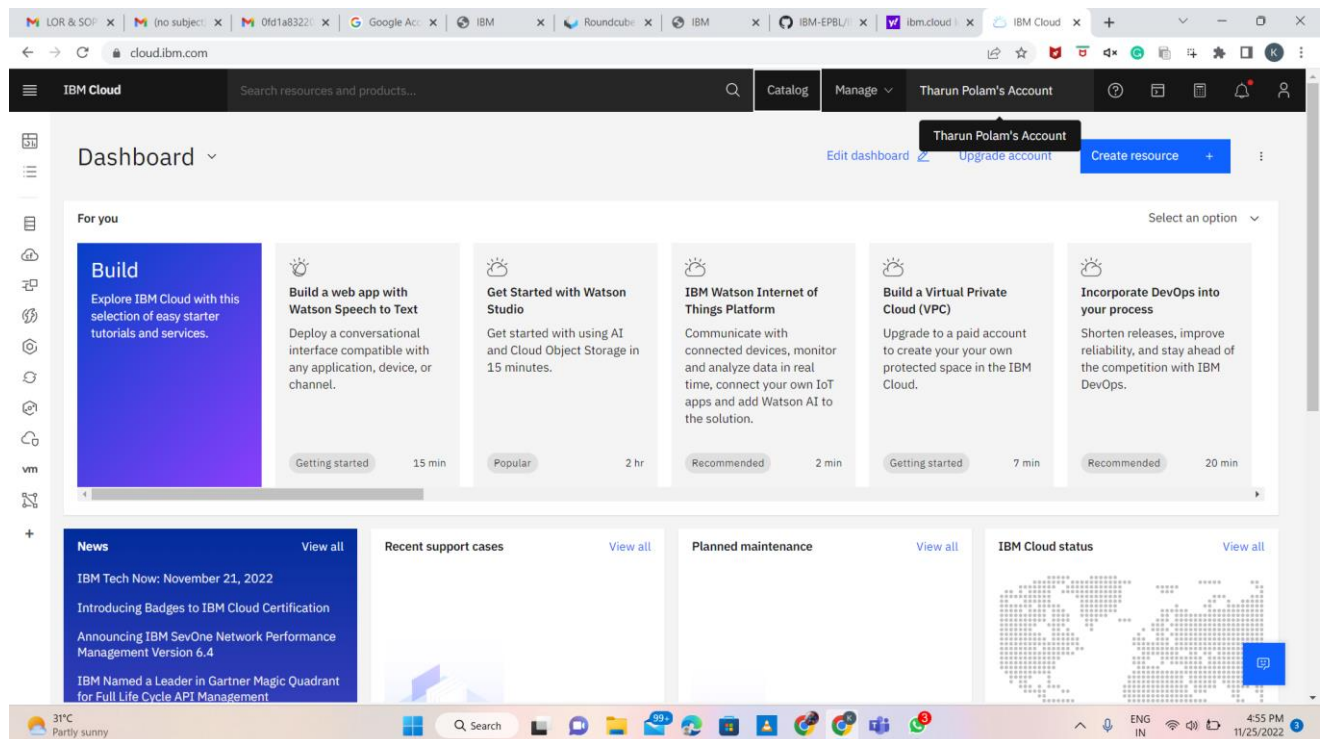 LOR & SOP
(no subject
0fd1a83220
Google Acc
IBM
Roundcube
IBM
IBM-EPBL/I
ibm.cloud l
IBM Cloud
cloud.ibm.com
K
IBM Cloud
Search resources and products...
Catalog
Manage
Tharun Polam's Account
Tharun Polam's Account
Dashboard
Edit dashboard
Upgrade account
Create resource +
For you
Select an option
Build
Explore IBM Cloud with this
selection of easy starter
tutorials and services.
Build a web app with
Watson Speech to Text
Deploy a conversational
interface compatible with
any application, device, or
channel.
Getting started 15 min
Get Started with Watson
Studio
Get started with using AI
and Cloud Object Storage in
15 minutes.
Popular 2 hr
IBM Watson Internet of
Things Platform
Communicate with
connected devices, monitor
and analyze data in real
time, connect your own IoT
apps and add Watson AI to
the solution.
Recommended 2 min
Build a Virtual Private
Cloud (VPC)
Upgrade to a paid account
to create your your own
protected space in the IBM
Cloud.
Getting started 7 min
Incorporate DevOps into
your process
Shorten releases, improve
reliability, and stay ahead of
the competition with IBM
DevOps.
Recommended 20 min
vm
News View all
IBM Tech Now: November 21, 2022
Introducing Badges to IBM Cloud Certification
Announcing IBM SevOne Network Performance
Management Version 6.4
IBM Named a Leader in Gartner Magic Quadrant
for Full Life Cycle API Management
Recent support cases View all
Planned maintenance View all
IBM Cloud status View all
31°C
Partly sunny
Search
99+
3
ENG
IN
4:55 PM
11/25/2022
3